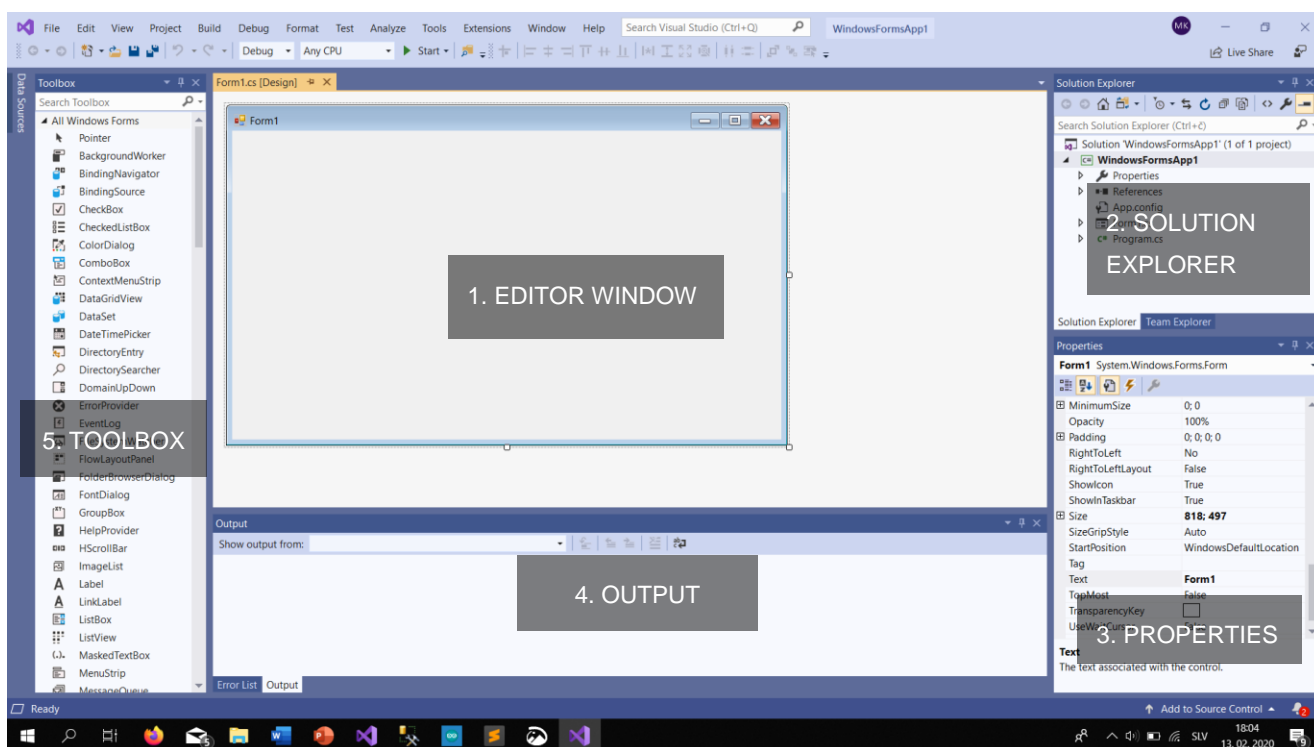 File Edit View Project Build Debug Format Test Analyze Tools Extensions Window Help Search Visual Studio (Ctrl+Q) WindowsFormsApp1 MK
Debug Any CPU Start Live Share
Data Sources
Toolbox
Search Toolbox
All Windows Forms
Pointer
BackgroundWorker
BindingNavigator
BindingSource
CheckBox
CheckedListBox
ColorDialog
ComboBox
ContextMenuStrip
DataGridView
DataSet
DateTimePicker
DirectoryEntry
DirectorySearcher
DomainUpDown
ErrorProvider
EventLog
5. TOOLBOX
FlowLayoutPanel
FolderBrowserDialog
FontDialog
GroupBox
HelpProvider
HScrollBar
ImageList
Label
LinkLabel
ListBox
ListView
MaskedTextBox
MenuStrip
MessageQueue
Form1.cs [Design]
Form1
1. EDITOR WINDOW
Output
Show output from:
4. OUTPUT
Error List Output
Solution Explorer
Search Solution Explorer (Ctrl+č)
Solution 'WindowsFormsApp1' (1 of 1 project)
WindowsFormsApp1
Properties
References
App.config
Program.cs
2. SOLUTION
EXPLORER
Solution Explorer Team Explorer
Properties
Form1 System.Windows.Forms.Form
MinimumSize 0; 0
Opacity 100%
Padding 0; 0; 0; 0
RightToLeft No
RightToLeftLayout False
ShowIcon True
ShowInTaskbar True
Size 818; 497
SizeGripStyle Auto
StartPosition WindowsDefaultLocation
Tag
Text Form1
TopMost False
TransparencyKey
UseWaitCursor
3. PROPERTIES
Text
The text associated with the control.
Ready Add to Source Control 2
SLV 18:04
13. 02. 2020